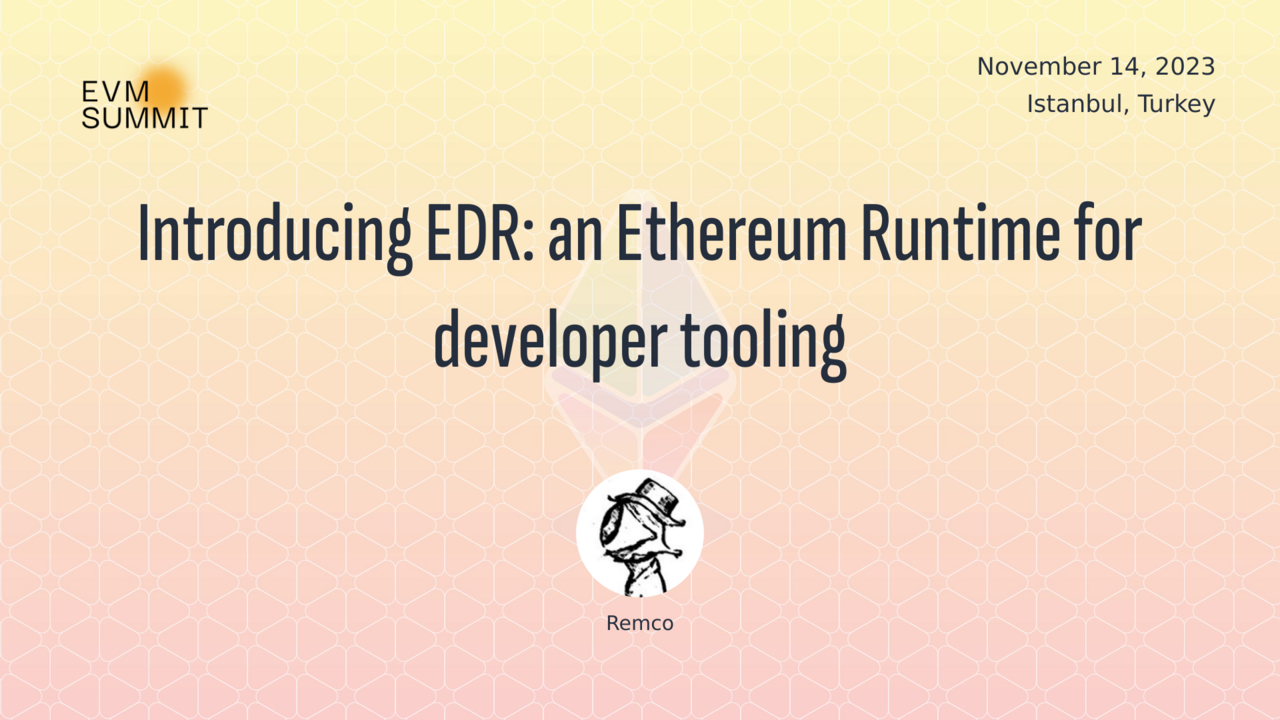 EVM
SUMMIT
November 14, 2023
Istanbul, Turkey
Introducing EDR: an Ethereum Runtime for
developer tooling
Remco